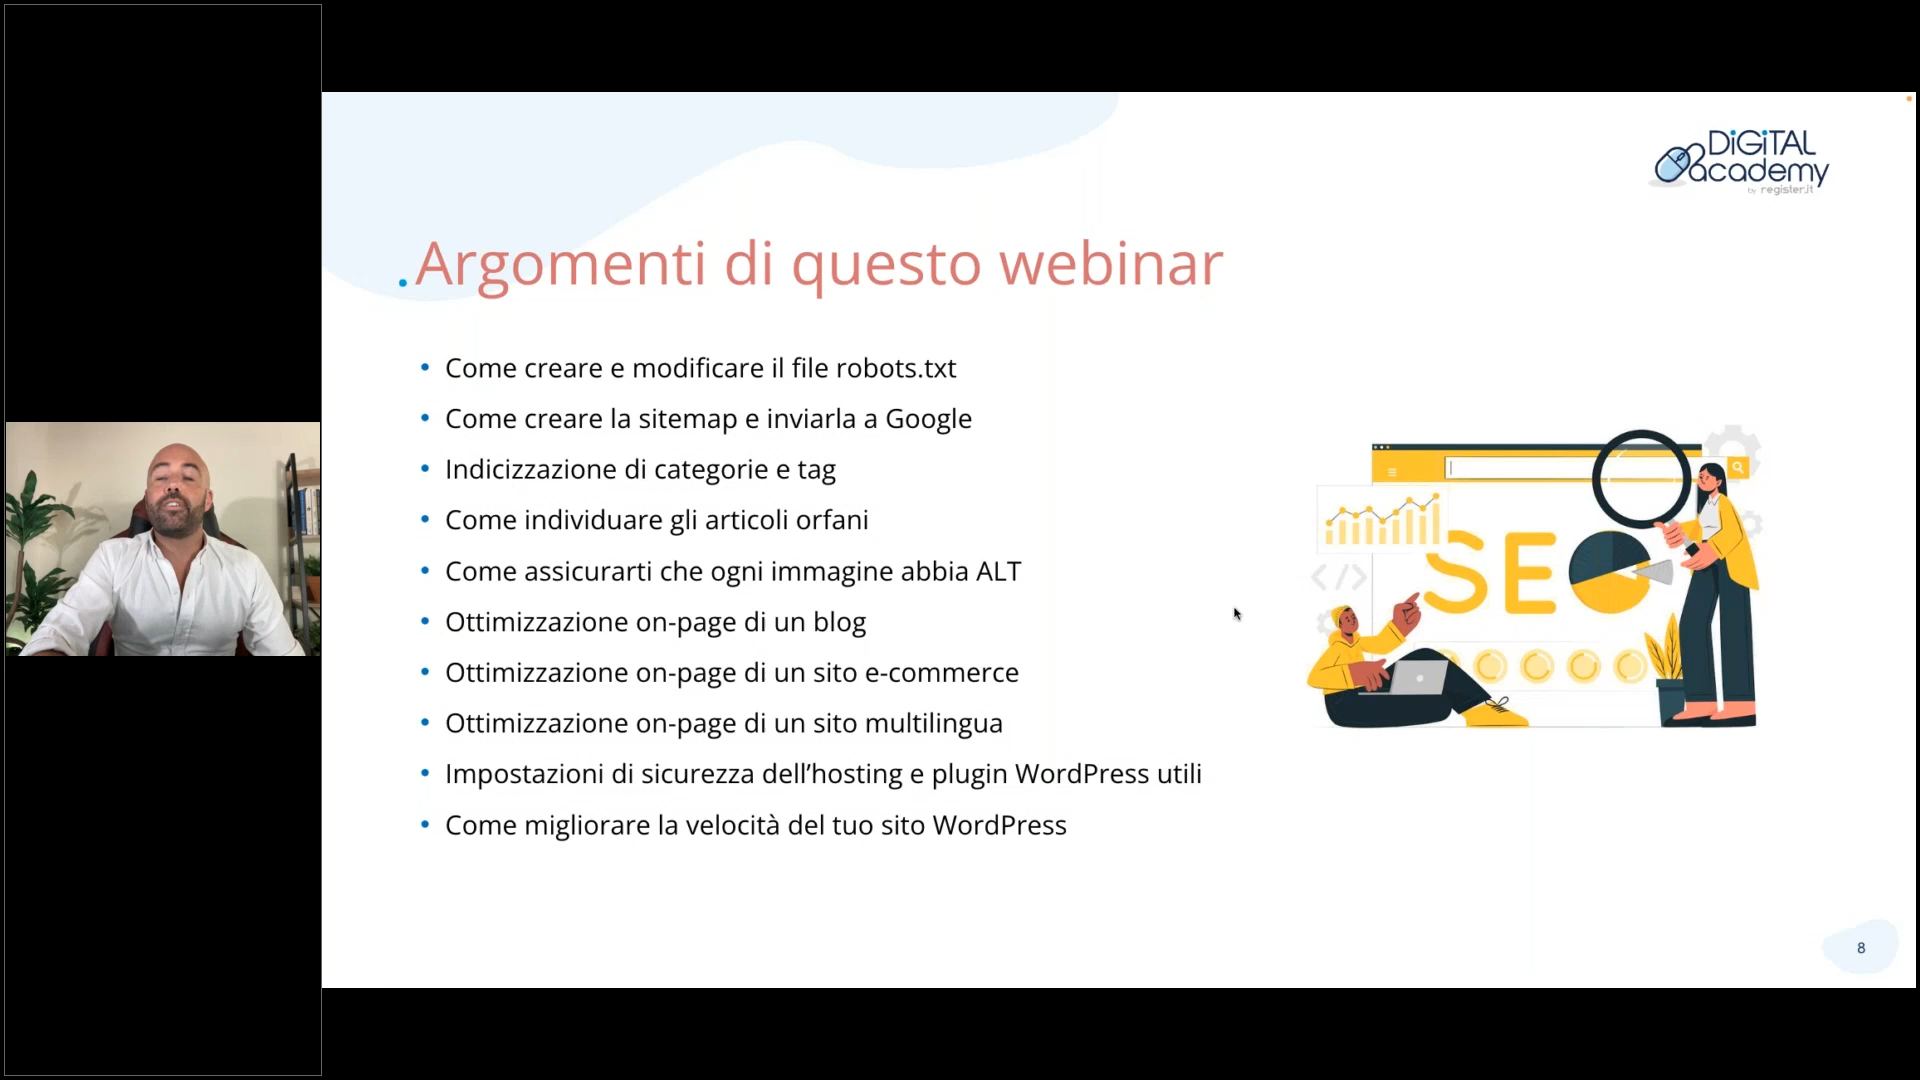 DiGiTAL
academy
by register.it
.Argomenti di questo webinar
• Come creare e modificare il file robots.txt
• Come creare la sitemap e inviarla a Google
• Indicizzazione di categorie e tag
• Come individuare gli articoli orfani
• Come assicurarti che ogni immagine abbia ALT
• Ottimizzazione on-page di un blog
• Ottimizzazione on-page di un sito e-commerce
• Ottimizzazione on-page di un sito multilingua
• Impostazioni di sicurezza dell’hosting e plugin WordPress utili
• Come migliorare la velocità del tuo sito WordPress
</>
SEO
8